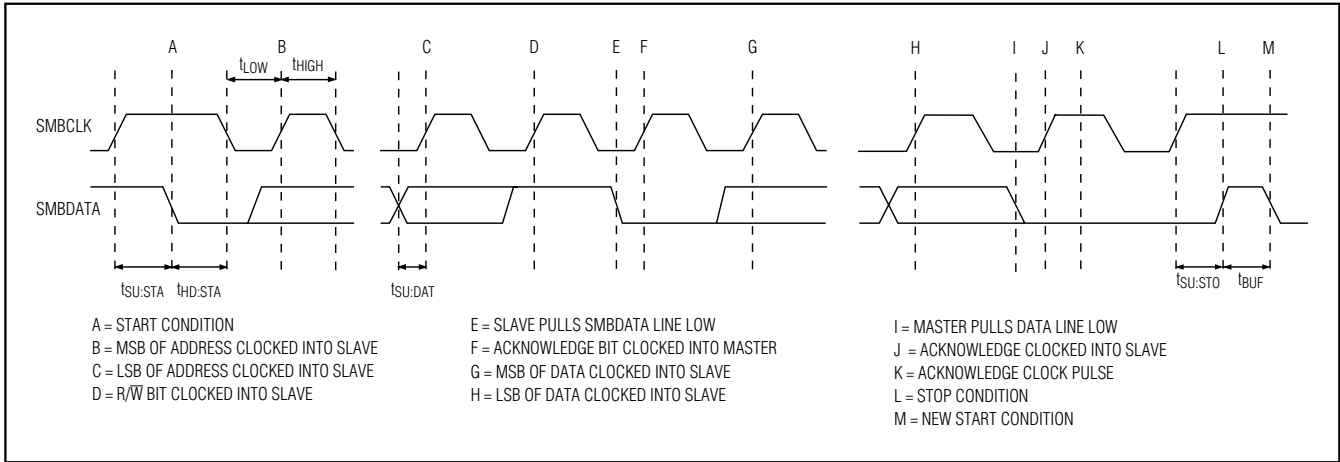 A B C D E F G H I J K L M
tLOW tHIGH
SMBCLK
SMBDATA
tSU:STA tHD:STA tSU:DAT tSU:STO tBUF
A = START CONDITION
B = MSB OF ADDRESS CLOCKED INTO SLAVE
C = LSB OF ADDRESS CLOCKED INTO SLAVE
D = R/W̅ BIT CLOCKED INTO SLAVE
E = SLAVE PULLS SMBDATA LINE LOW
F = ACKNOWLEDGE BIT CLOCKED INTO MASTER
G = MSB OF DATA CLOCKED INTO SLAVE
H = LSB OF DATA CLOCKED INTO SLAVE
I = MASTER PULLS DATA LINE LOW
J = ACKNOWLEDGE CLOCKED INTO SLAVE
K = ACKNOWLEDGE CLOCK PULSE
L = STOP CONDITION
M = NEW START CONDITION